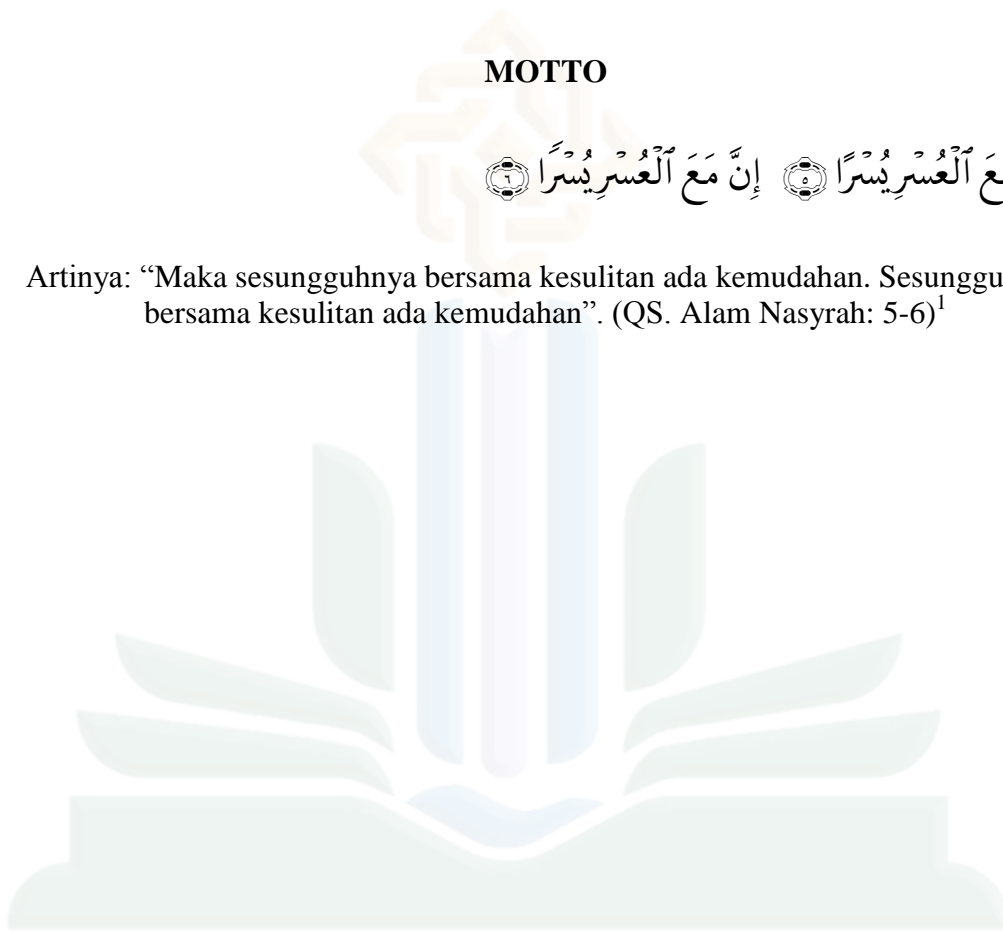 MOTTO
ٱلْعُسْرِ يُسْرًا ۝٥ إِنَّ مَعَ ٱلْعُسْرِ يُسْرًا ۝٦
Artinya: “Maka sesungguhnya bersama kesulitan ada kemudahan. Sesunggu
bersama kesulitan ada kemudahan”. (QS. Alam Nasyrah: 5-6)¹